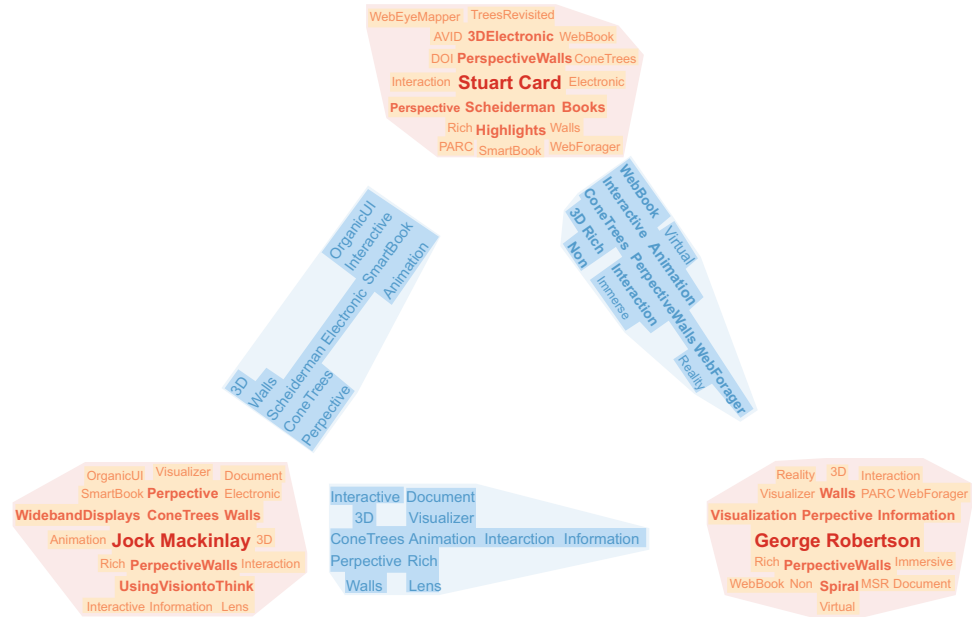 WebEyeMapper TreesRevisited
AVID 3DElectronic WebBook
DOI PerspectiveWalls ConeTrees
Interaction Stuart Card Electronic
Perspective Scheiderman Books
Rich Highlights Walls
PARC SmartBook WebForager
OrganicUI
Interactive
SmartBook
Animation
3D
Walls
Scheiderman Electronic
ConeTrees
Perpective
WebBook
Virtual
Interactive Animation
ConeTrees PerpectiveWalls WebForager
3D Rich
Interaction
Non
Immerse
Reality
OrganicUI Visualizer Document
SmartBook Perpective Electronic
WidebandDisplays ConeTrees Walls
Animation Jock Mackinlay 3D
Rich PerpectiveWalls Interaction
UsingVisiontoThink
Interactive Information Lens
Interactive Document
3D Visualizer
ConeTrees Animation Intearction Information
Perpective Rich
Walls Lens
Reality 3D Interaction
Visualizer Walls PARC WebForager
Visualization Perpective Information
George Robertson
Rich PerpectiveWalls Immersive
WebBook Non Spiral MSR Document
Virtual